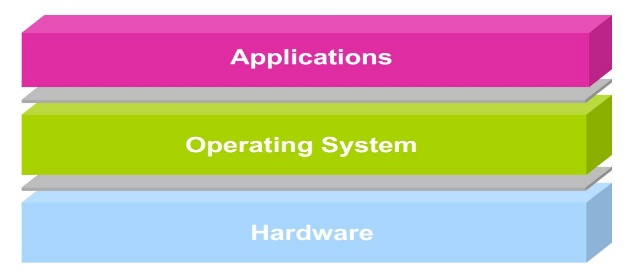 Applications
Operating System
Hardware